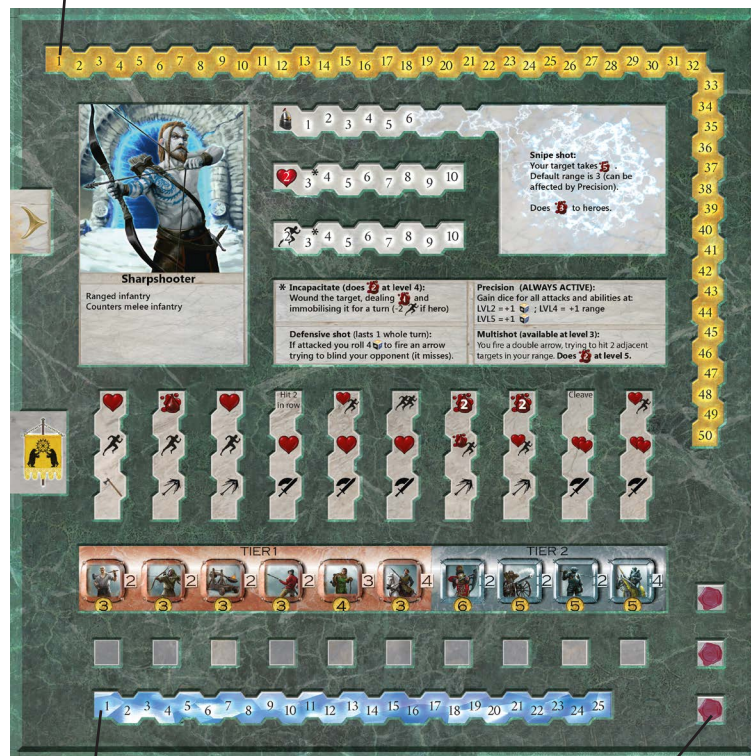 1 2 3 4 5 6 7 8 9 10 11 12 13 14 15 16 17 18 19 20 21 22 23 24 25 26 27 28 29 30 31 32
33
34
35
36
37
38
39
40
41
42
43
44
45
46
47
48
49
50
1 2 3 4 5 6
2 3 * 4 5 6 7 8 9 10
2 3 * 4 5 6 7 8 9 10
Snipe shot:
Your target takes 5 .
Default range is 3 (can be
affected by Precision).
Does 3 to heroes.
Sharpshooter
Ranged infantry
Counters melee infantry
* Incapacitate (does 2 at level 4):
Wound the target, dealing 1 and
immobilising it for a turn (-2 if hero)
Defensive shot (lasts 1 whole turn):
If attacked you roll 4 to fire an arrow
trying to blind your opponent (it misses).
Precision (ALWAYS ACTIVE):
Gain dice for all attacks and abilities at:
LVL2 =+1 ; LVL4 = +1 range
LVL5 =+1
Multishot (available at level 3):
You fire a double arrow, trying to hit 2 adjacent
targets in your range. Does 2 at level 5.
Hit 2
in row
2
2
Cleave
TIER 1
TIER 2
2 2 2 2 3 4 2 2 2 4
3 3 3 3 4 3 6 5 5 5
1 2 3 4 5 6 7 8 9 10 11 12 13 14 15 16 17 18 19 20 21 22 23 24 25